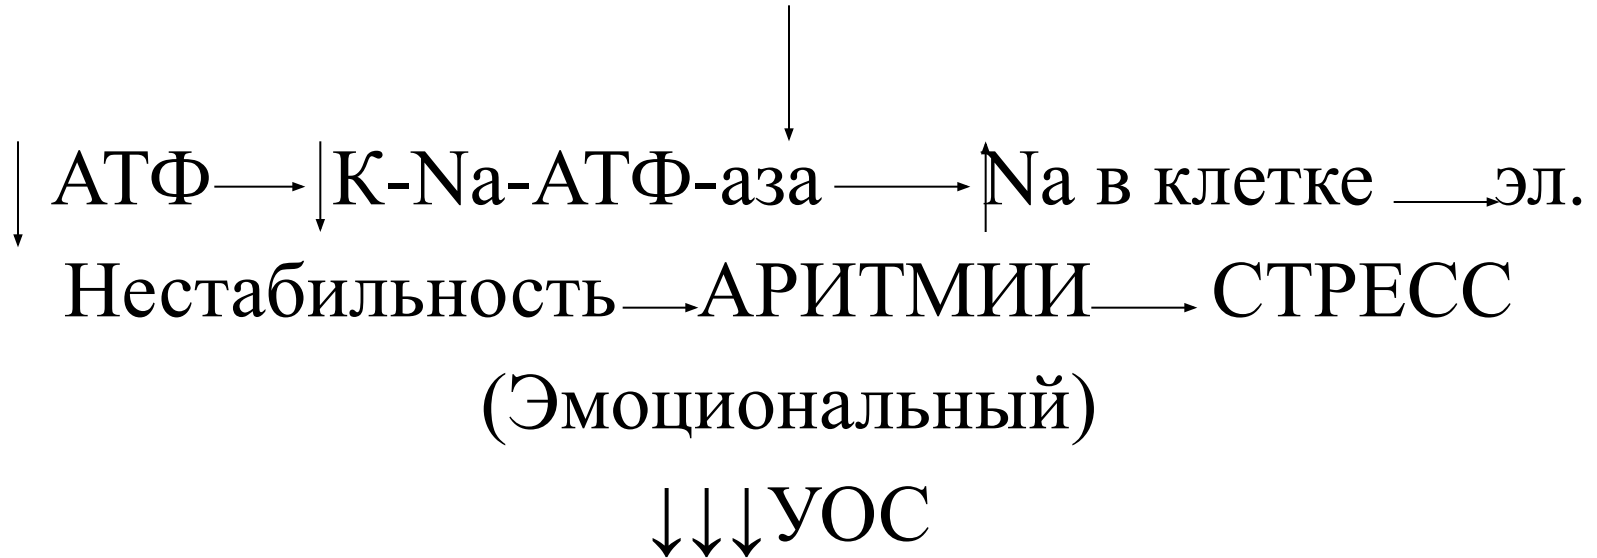 ↓ АТФ → ↓ К-Na-АТФ-аза → ↑ Na в клетке → эл.
Нестабильность → АРИТМИИ → СТРЕСС
(Эмоциональный)
↓↓↓УОС